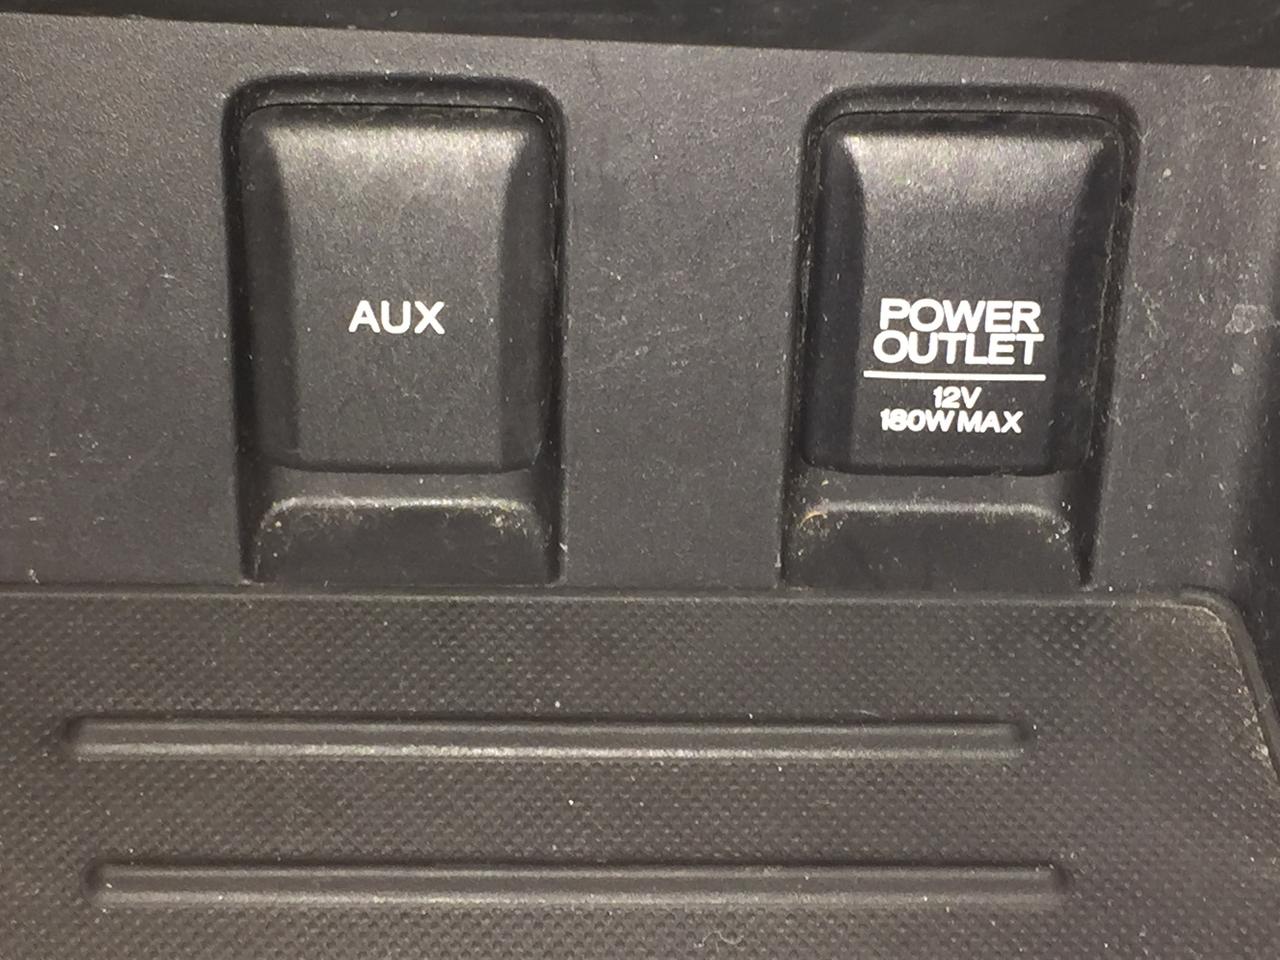 AUX
POWER
OUTLET
12V
180W MAX